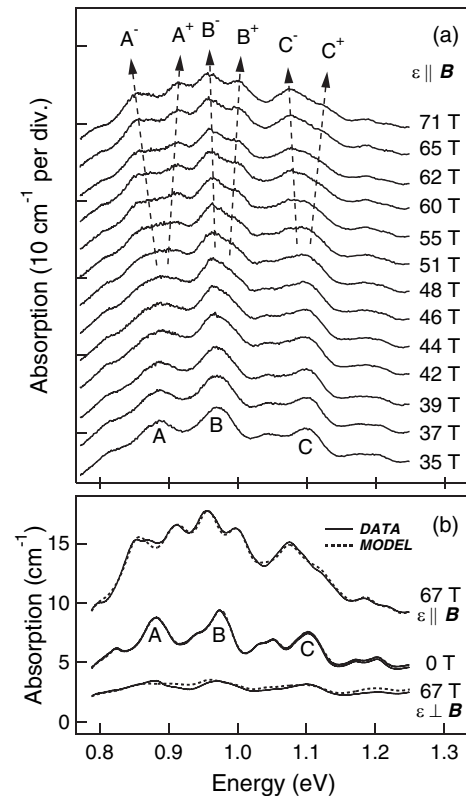 A⁻ A⁺ B⁻ B⁺ C⁻ C⁺ (a)
ε || B
71 T
65 T
62 T
60 T
55 T
51 T
48 T
46 T
44 T
42 T
39 T
37 T
35 T
A B C
Absorption (10 cm⁻¹ per div.)
(b)
DATA
MODEL
15
10
5
0
67 T
ε || B
A B C
0 T
67 T
ε ⊥ B
Absorption (cm⁻¹)
0.8 0.9 1.0 1.1 1.2 1.3
Energy (eV)